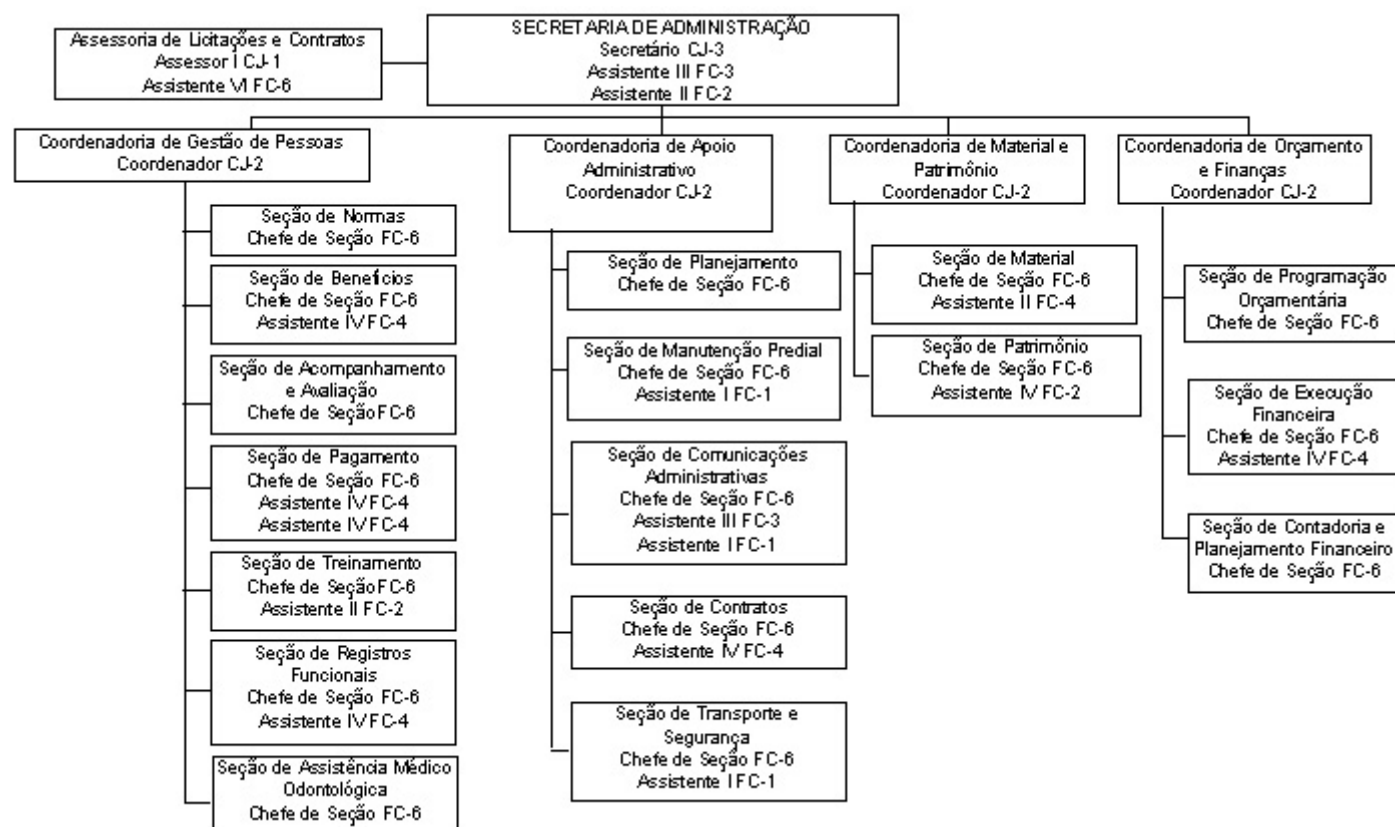 Assessoria de Licitações e Contratos
Assessor I CJ-1
Assistente VI FC-6
SECRETARIA DE ADMINISTRAÇÃO
Secretário CJ-3
Assistente III FC-3
Assistente II FC-2
Coordenadoria de Gestão de Pessoas
Coordenador CJ-2
Seção de Normas
Chefe de Seção FC-6
Seção de Benefícios
Chefe de Seção FC-6
Assistente IV FC-4
Seção de Acompanhamento
e Avaliação
Chefe de Seção FC-6
Seção de Pagamento
Chefe de Seção FC-6
Assistente IV FC-4
Assistente IV FC-4
Seção de Treinamento
Chefe de Seção FC-6
Assistente II FC-2
Seção de Registros
Funcionais
Chefe de Seção FC-6
Assistente IV FC-4
Seção de Assistência Médico
Odontológica
Chefe de Seção FC-6
Coordenadoria de Apoio
Administrativo
Coordenador CJ-2
Seção de Planejamento
Chefe de Seção FC-6
Seção de Manutenção Predial
Chefe de Seção FC-6
Assistente I FC-1
Seção de Comunicações
Administrativas
Chefe de Seção FC-6
Assistente III FC-3
Assistente I FC-1
Seção de Contratos
Chefe de Seção FC-6
Assistente IV FC-4
Seção de Transporte e
Segurança
Chefe de Seção FC-6
Assistente I FC-1
Coordenadoria de Material e
Patrimônio
Coordenador CJ-2
Seção de Material
Chefe de Seção FC-6
Assistente II FC-4
Seção de Patrimônio
Chefe de Seção FC-6
Assistente IV FC-2
Coordenadoria de Orçamento
e Finanças
Coordenador CJ-2
Seção de Programação
Orçamentária
Chefe de Seção FC-6
Seção de Execução
Financeira
Chefe de Seção FC-6
Assistente IV FC-4
Seção de Contadoria e
Planejamento Financeiro
Chefe de Seção FC-6